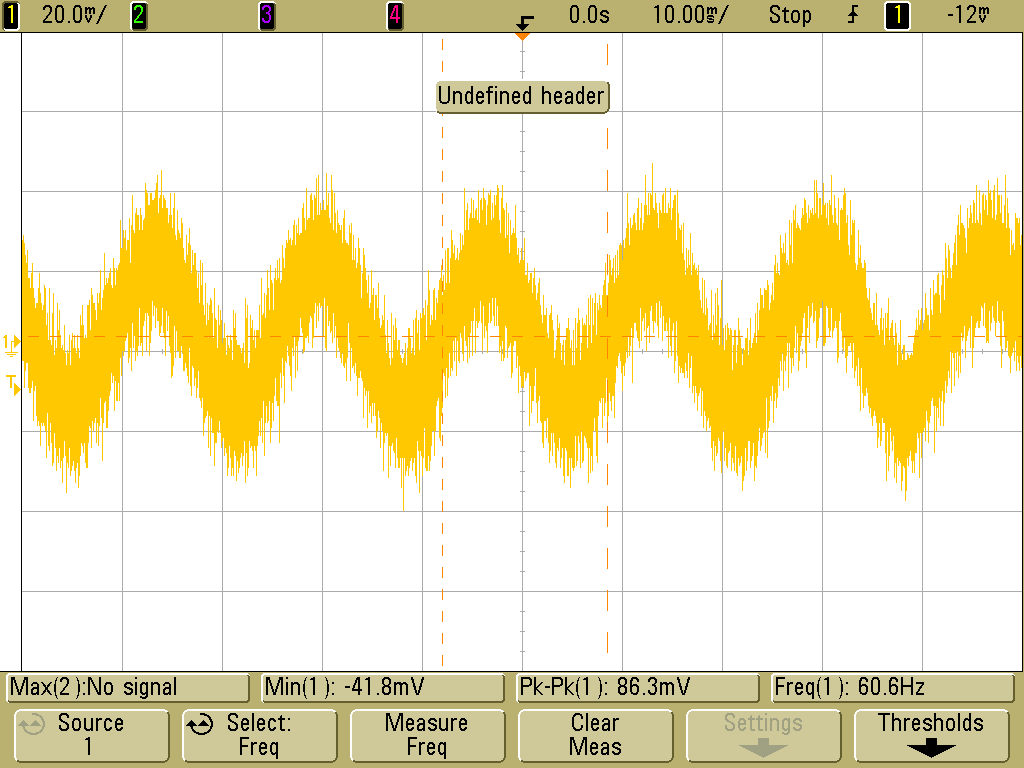 1 20.0mV/ 2 3 4 0.0s 10.00ms/ Stop 1 -12mV
Undefined header
1
T
Max(2):No signal Min(1): -41.8mV Pk-Pk(1): 86.3mV Freq(1): 60.6Hz
Source Select: Measure Clear Settings Thresholds
1 Freq Freq Meas